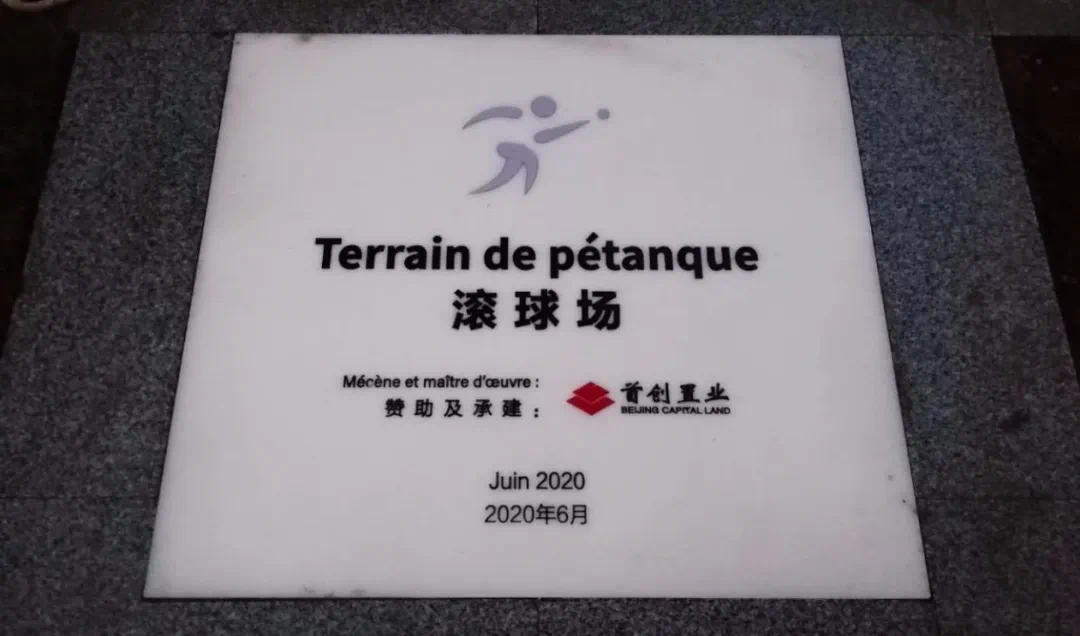 Terrain de pétanque
滚球场
Mécène et maître d'œuvre :
赞助及承建：
首创置业
BEIJING CAPITAL LAND
Juin 2020
2020年6月